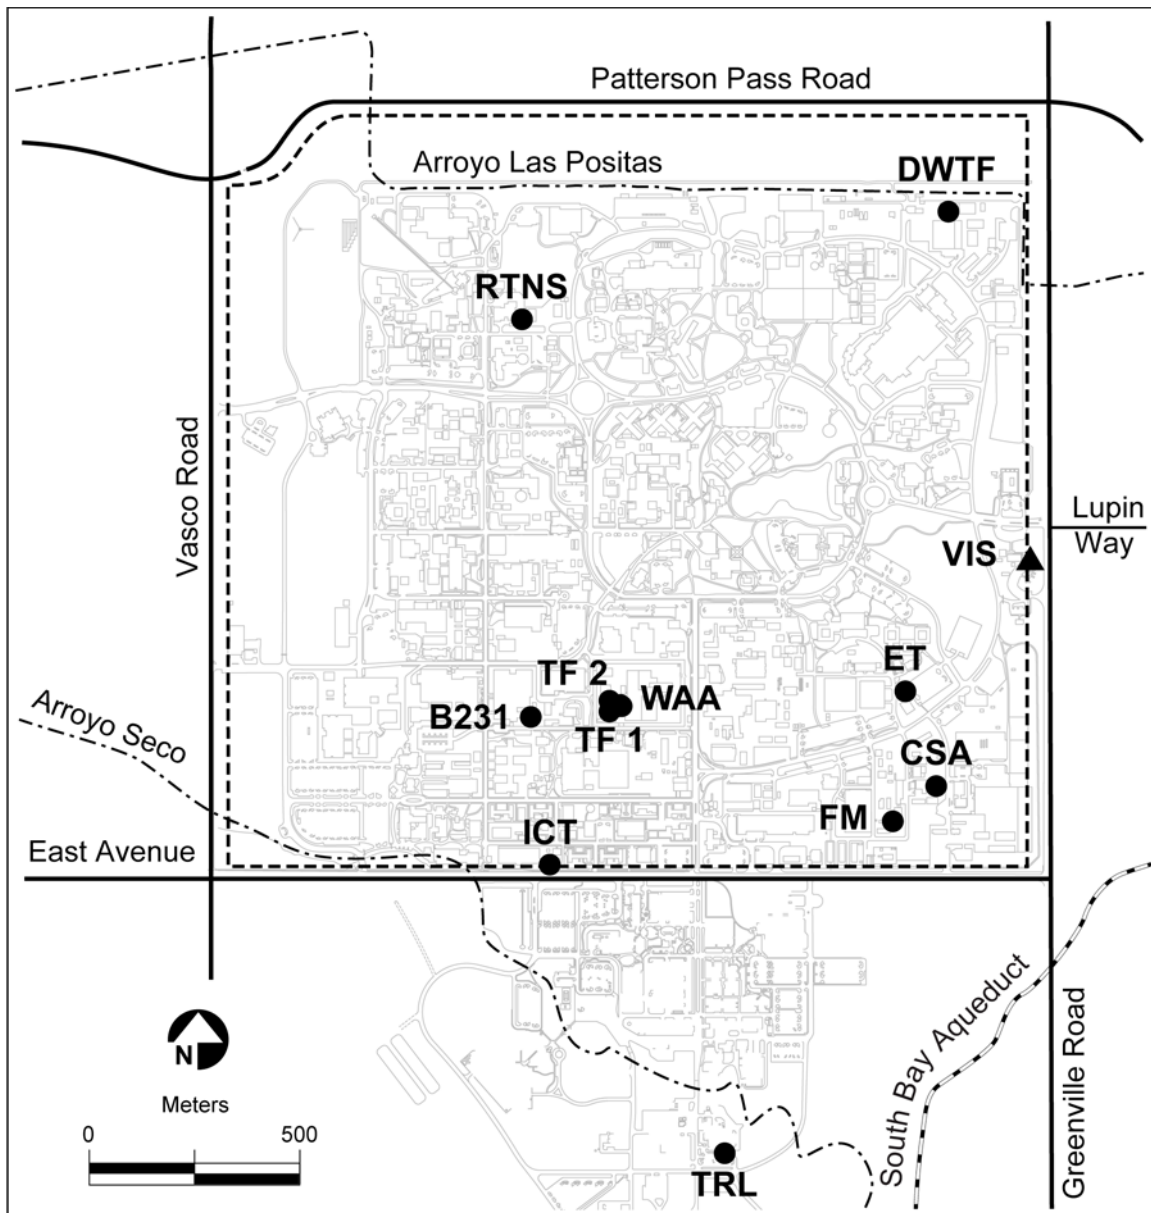 Patterson Pass Road
Arroyo Las Positas
DWTF
RTNS
Vasco Road
Lupin
Way
VIS
ET
TF 2
WAA
B231
TF 1
Arroyo Seco
CSA
FM
ICT
East Avenue
South Bay Aqueduct
Greenville Road
N
Meters
0 500
TRL